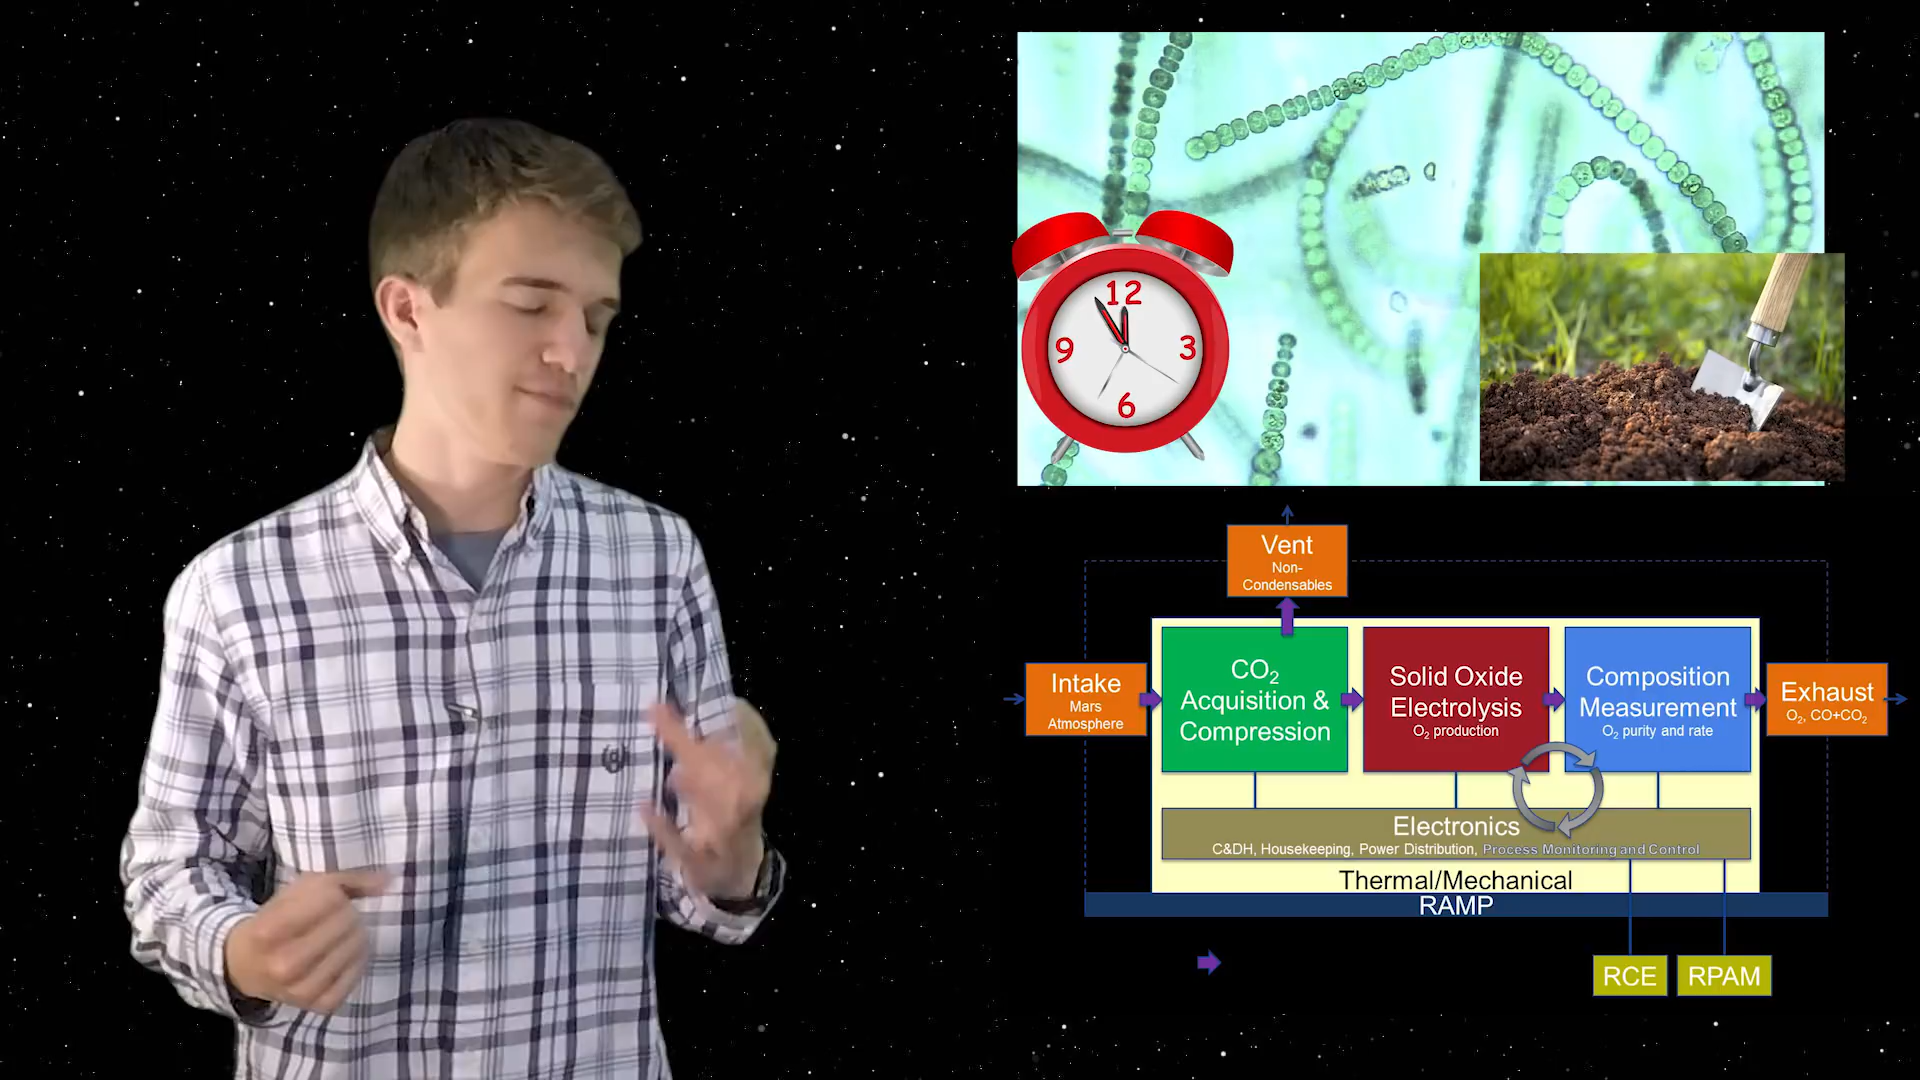 12
9
3
6
Vent
Non-
Condensables
Intake
Mars
Atmosphere
CO₂
Acquisition &
Compression
Solid Oxide
Electrolysis
O₂ production
Composition
Measurement
O₂ purity and rate
Exhaust
O₂, CO+CO₂
Electronics
C&DH, Housekeeping, Power Distribution, Process Monitoring and Control
Thermal/Mechanical
RAMP
RCE
RPAM